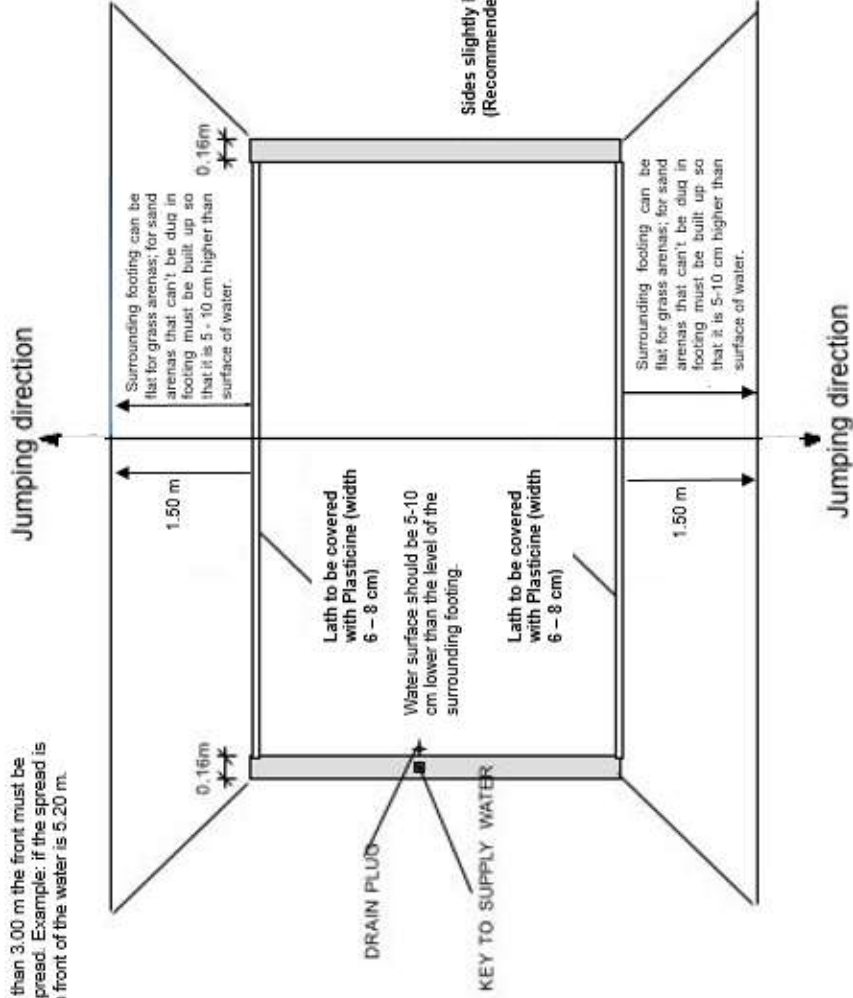 Jumping direction
than 3.00 m the front must be
pread. Example: if the spread is
front of the water is 5.20 m.
0.16m
1.50 m
Surrounding footing can be
flat for grass arenas; for sand
arenas that can't be dug in
footing must be built up so
that it is 5 - 10 cm higher than
surface of water.
0.16m
Sides slightly
(Recommende
Lath to be covered
with Plasticine (width
6 – 8 cm)
Water surface should be 5-10
cm lower than the level of the
surrounding footing.
DRAIN PLUG
KEY TO SUPPLY WATER
Lath to be covered
with Plasticine (width
6 – 8 cm)
1.50 m
Surrounding footing can be
flat for grass arenas; for sand
arenas that can't be dug in
footing must be built up so
that it is 5-10 cm higher than
surface of water.
Jumping direction